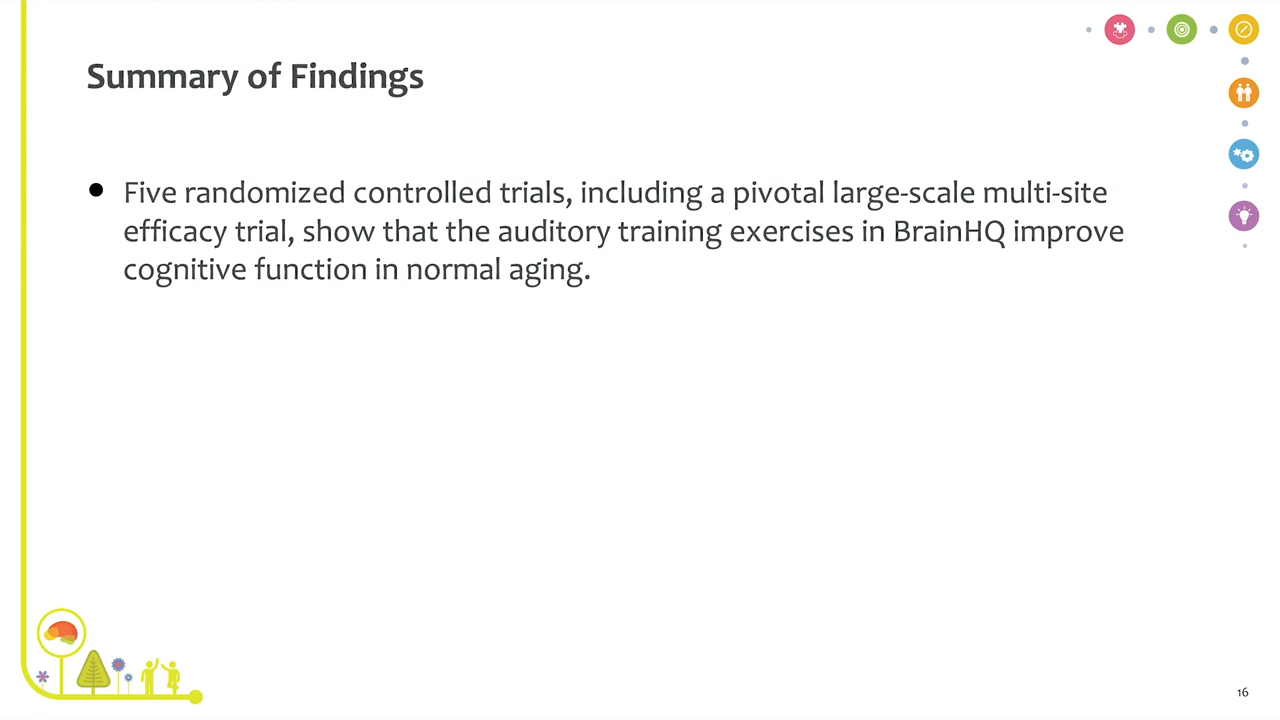 Summary of Findings
● Five randomized controlled trials, including a pivotal large-scale multi-site
efficacy trial, show that the auditory training exercises in BrainHQ improve
cognitive function in normal aging.
16